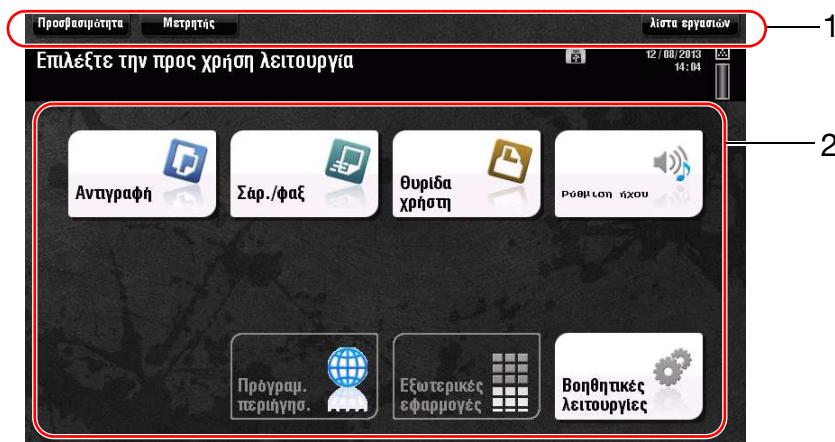 Προσβασιμότητα Μετρητής λίστα εργασιών 1
Επιλέξτε την προς χρήση λειτουργία 12/08/2013
14:04
2
Αντιγραφή Σάρ./φαξ Θυρίδα
χρήστη Ρύθμιση ήχου
Πρόγραμ.
περιήγησ. Εξωτερικές
εφαρμογές Βοηθητικές
λειτουργίες